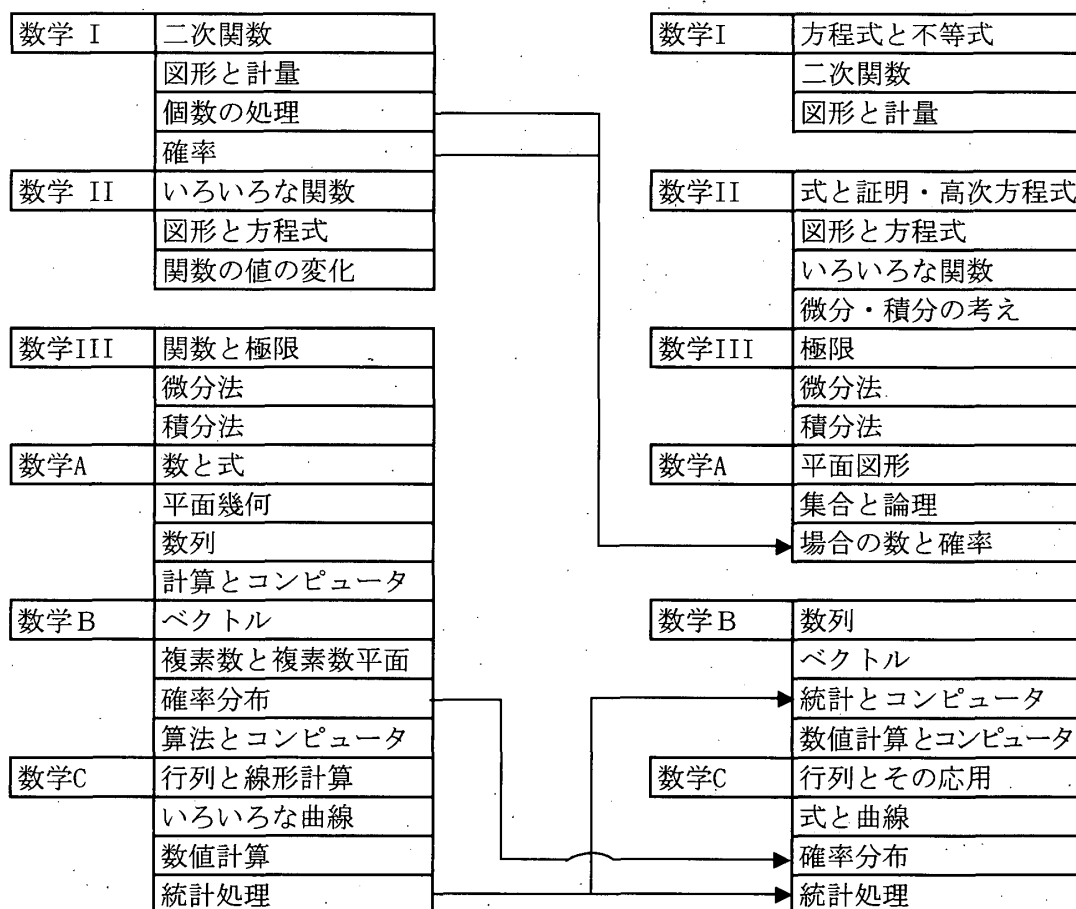 数学 I 二次関数
図形と計量
個数の処理
確率
数学 II いろいろな関数
図形と方程式
関数の値の変化
数学III 関数と極限
微分法
積分法
数学A 数と式
平面幾何
数列
計算とコンピュータ
数学B ベクトル
複素数と複素数平面
確率分布
算法とコンピュータ
数学C 行列と線形計算
いろいろな曲線
数値計算
統計処理
数学I 方程式と不等式
二次関数
図形と計量
数学II 式と証明・高次方程式
図形と方程式
いろいろな関数
微分・積分の考え
数学III 極限
微分法
積分法
数学A 平面図形
集合と論理
場合の数と確率
数学B 数列
ベクトル
統計とコンピュータ
数値計算とコンピュータ
数学C 行列とその応用
式と曲線
確率分布
統計処理